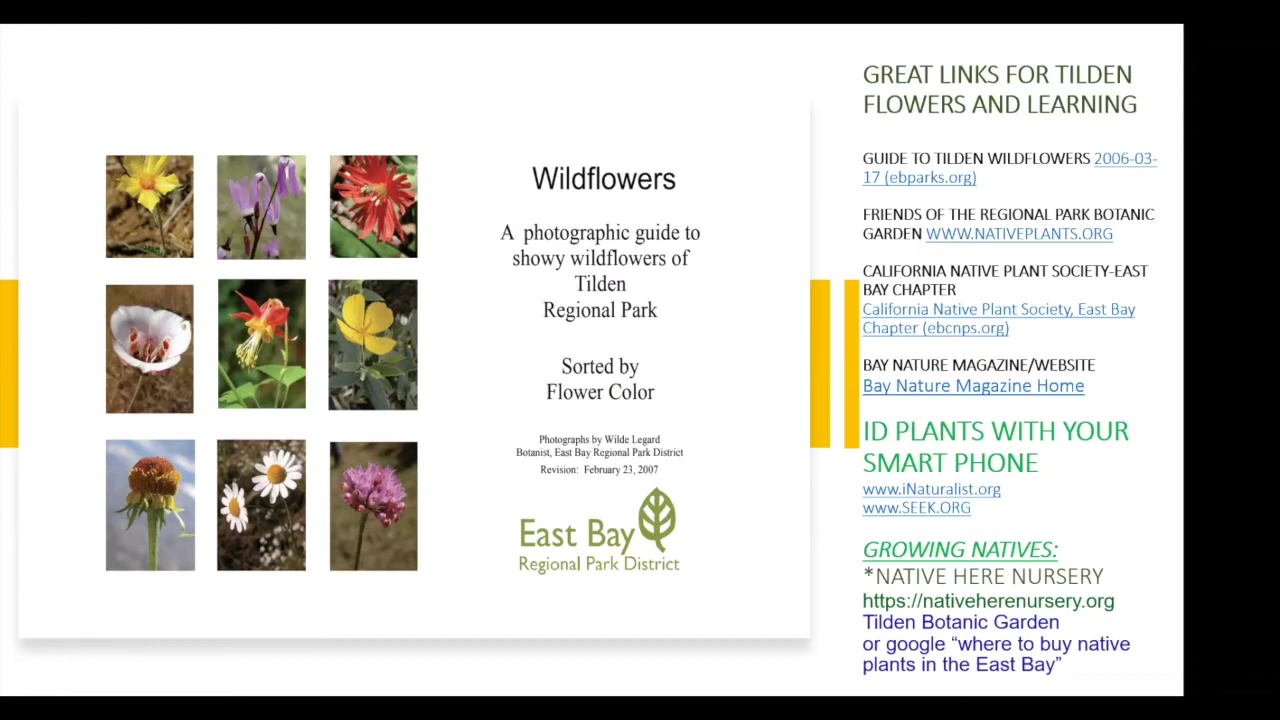 Wildflowers
A photographic guide to
showy wildflowers of
Tilden
Regional Park
Sorted by
Flower Color
Photographs by Wilde Legard
Botanist, East Bay Regional Park District
Revision: February 23, 2007
East Bay
Regional Park District
GREAT LINKS FOR TILDEN
FLOWERS AND LEARNING
GUIDE TO TILDEN WILDFLOWERS 2006-03-
17 (ebparks.org)
FRIENDS OF THE REGIONAL PARK BOTANIC
GARDEN WWW.NATIVEPLANTS.ORG
CALIFORNIA NATIVE PLANT SOCIETY-EAST
BAY CHAPTER
California Native Plant Society, East Bay
Chapter (ebcnps.org)
BAY NATURE MAGAZINE/WEBSITE
Bay Nature Magazine Home
ID PLANTS WITH YOUR
SMART PHONE
www.iNaturalist.org
www.SEEK.ORG
GROWING NATIVES:
*NATIVE HERE NURSERY
https://nativeherenursery.org
Tilden Botanic Garden
or google “where to buy native
plants in the East Bay”